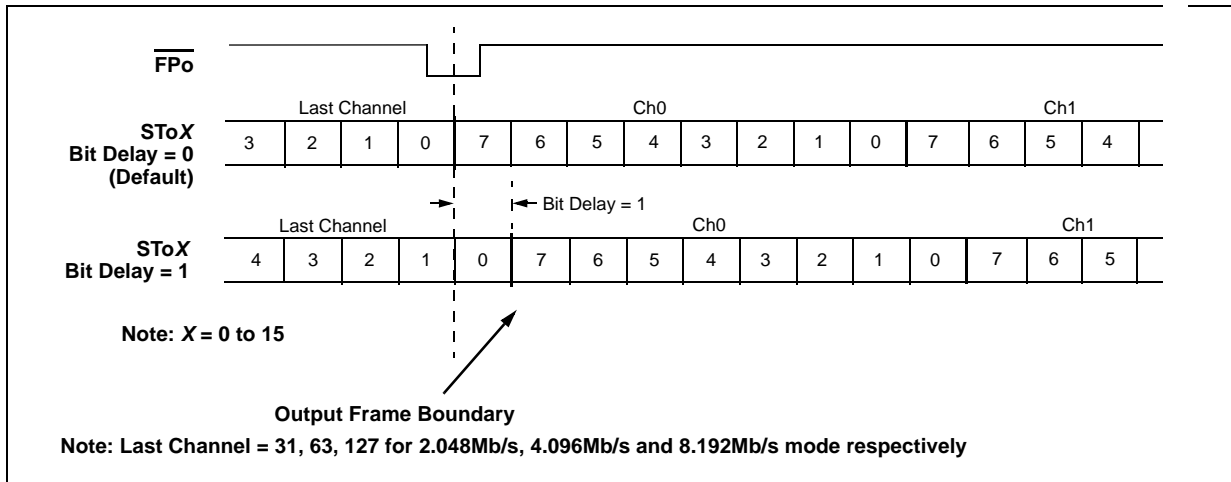 FPo
Last Channel Ch0 Ch1
SToX
Bit Delay = 0
(Default)
3 2 1 0 7 6 5 4 3 2 1 0 7 6 5 4
Bit Delay = 1
Last Channel Ch0 Ch1
SToX
Bit Delay = 1
4 3 2 1 0 7 6 5 4 3 2 1 0 7 6 5
Note: X = 0 to 15
Output Frame Boundary
Note: Last Channel = 31, 63, 127 for 2.048Mb/s, 4.096Mb/s and 8.192Mb/s mode respectively